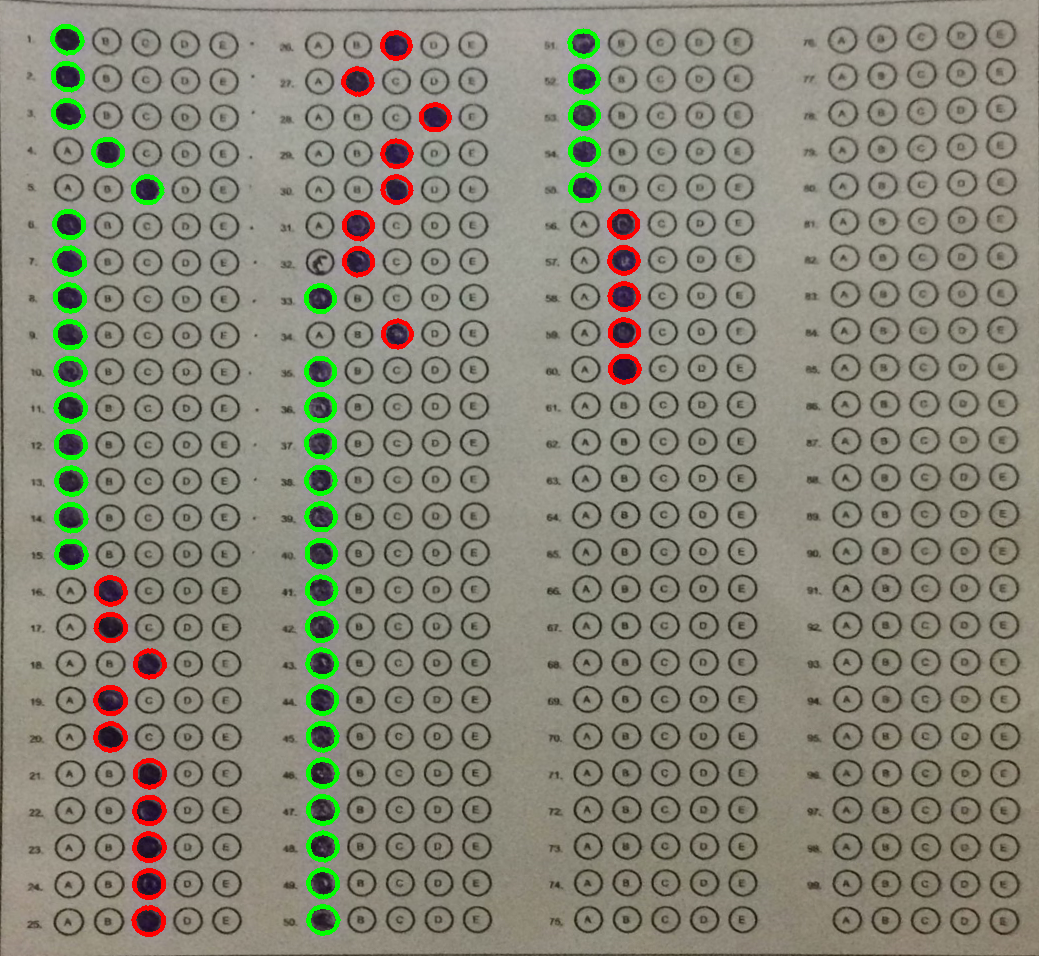 1. B C D E
2. B C D E
3. B C D E
4. A C D E
5. A B D E
6. B C D E
7. B C D E
8. B C D E
9. B C D E
10. B C D E
11. B C D E
12. B C D E
13. B C D E
14. B C D E
15. B C D E
16. A C D E
17. A C D E
18. A B D E
19. A C D E
20. A C D E
21. A B D E
22. A B D E
23. A B D E
24. A B D E
25. A B D E
26. A B D E
27. A C D E
28. A B C E
29. A B D E
30. A B D E
31. A C D E
32. C D E
33. B C D E
34. A B D E
35. B C D E
36. B C D E
37. B C D E
38. B C D E
39. B C D E
40. B C D E
41. B C D E
42. B C D E
43. B C D E
44. B C D E
45. B C D E
46. B C D E
47. B C D E
48. B C D E
49. B C D E
50. B C D E
51. B C D E
52. B C D E
53. B C D E
54. B C D E
55. B C D E
56. A C D E
57. A C D E
58. A C D E
59. A C D E
60. A C D E
61. A B C D E
62. A B C D E
63. A B C D E
64. A B C D E
65. A B C D E
66. A B C D E
67. A B C D E
68. A B C D E
69. A B C D E
70. A B C D E
71. A B C D E
72. A B C D E
73. A B C D E
74. A B C D E
75. A B C D E
76. A B C D E
77. A B C D E
78. A B C D E
79. A B C D E
80. A B C D E
81. A B C D E
82. A B C D E
83. A B C D E
84. A B C D E
85. A B C D E
86. A B C D E
87. A B C D E
88. A B C D E
89. A B C D E
90. A B C D E
91. A B C D E
92. A B C D E
93. A B C D E
94. A B C D E
95. A B C D E
96. A B C D E
97. A B C D E
98. A B C D E
99. A B C D E
A B C D E